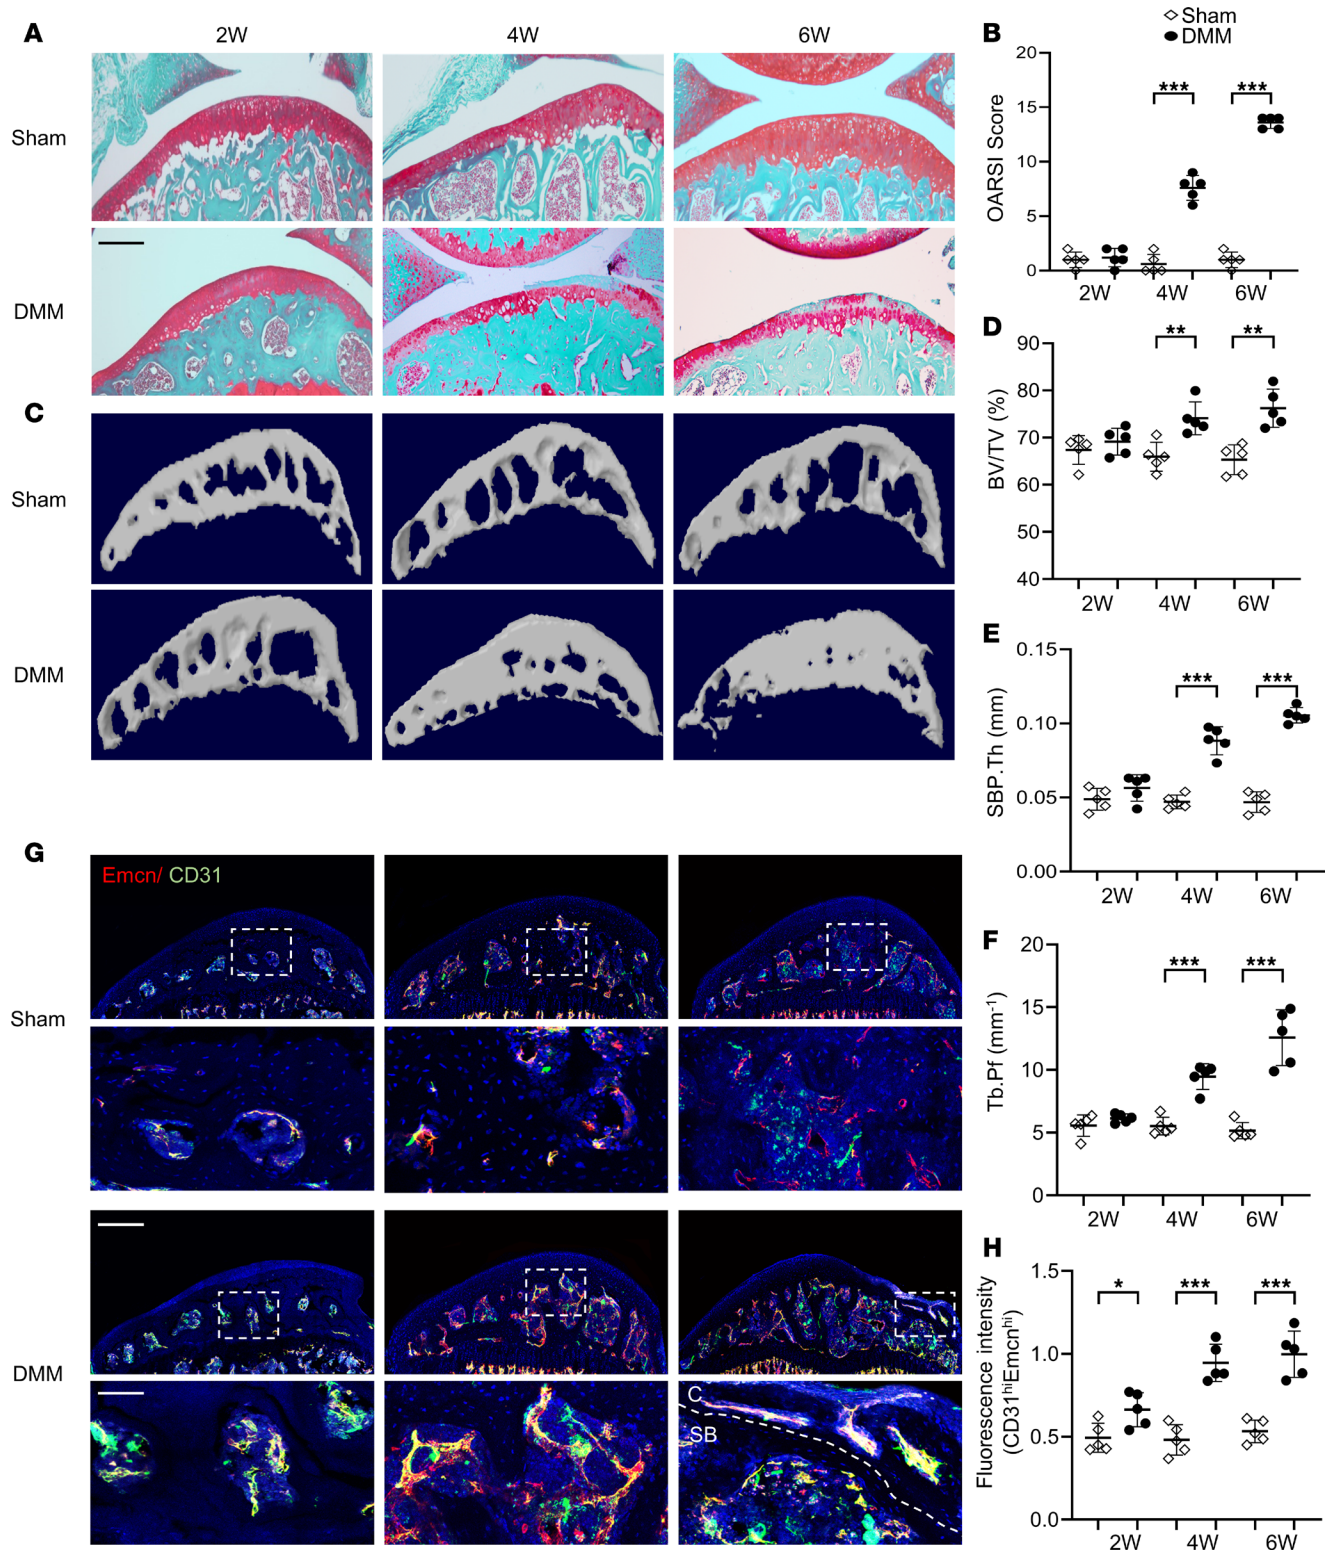 A
2W
4W
6W
Sham
DMM
B
Sham
DMM
OARSI Score
20
15
10
5
0
***
***
2W
4W
6W
C
Sham
DMM
D
BV/TV (%)
90
80
70
60
50
40
**
**
2W
4W
6W
E
SBP.Th (mm)
0.15
0.10
0.05
0.00
***
***
2W
4W
6W
F
Tb.Pf (mm⁻¹)
20
15
10
5
0
***
***
2W
4W
6W
G
Emcn/ CD31
Sham
DMM
C
SB
H
Fluorescence intensity
(CD31ʰⁱEmcnʰⁱ)
1.5
1.0
0.5
0.0
*
***
***
2W
4W
6W